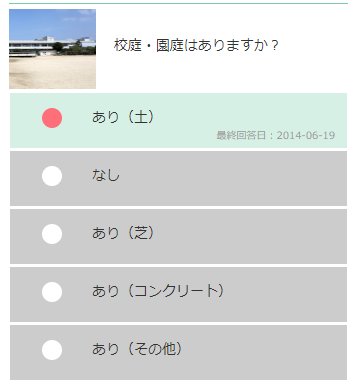 校庭・園庭はありますか？
あり（土）
最終回答日：2014-06-19
なし
あり（芝）
あり（コンクリート）
あり（その他）